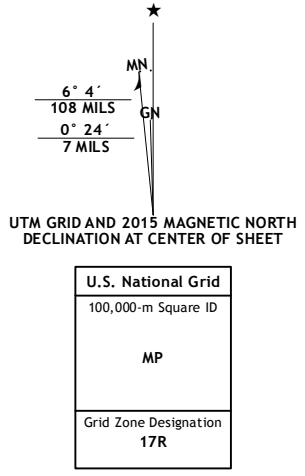 ★
MN
6° 4´
108 MILS
GN
0° 24´
7 MILS
UTM GRID AND 2015 MAGNETIC NORTH
DECLINATION AT CENTER OF SHEET
U.S. National Grid
100,000-m Square ID
MP
Grid Zone Designation
17R